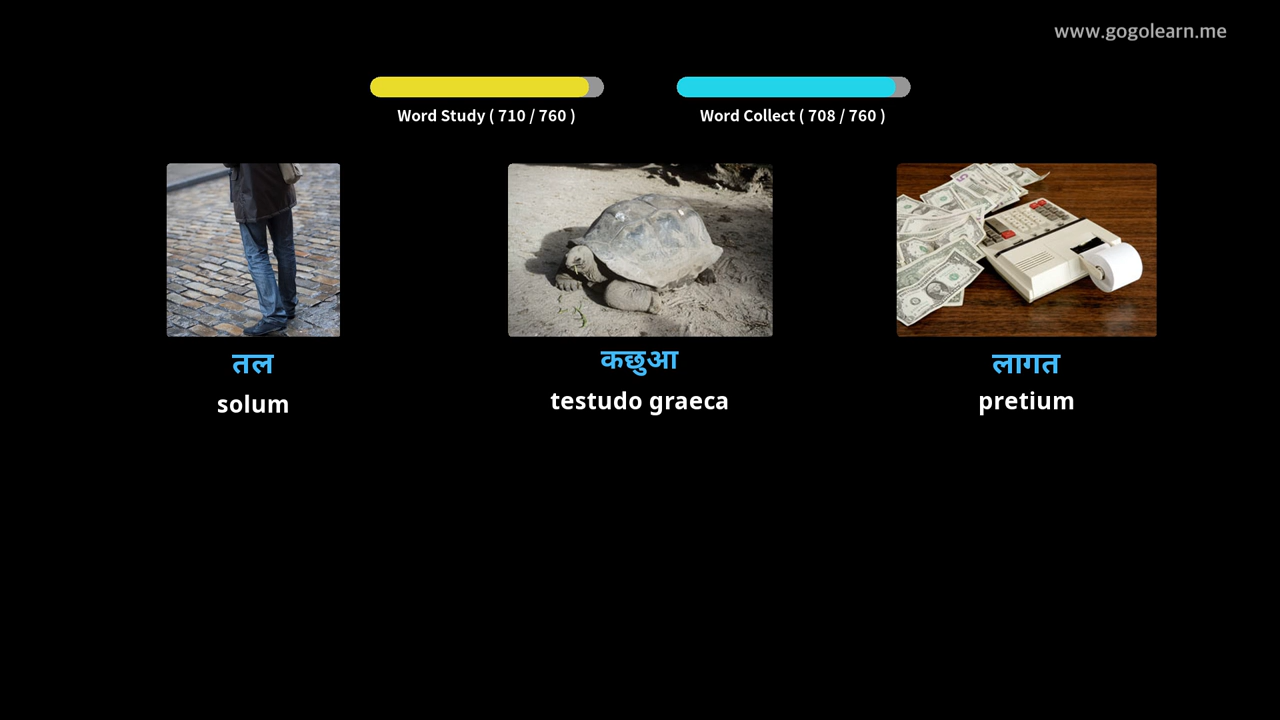 www.gogolearn.me
Word Study ( 710 / 760 )
Word Collect ( 708 / 760 )
तल
solum
कछुआ
testudo graeca
लागत
pretium